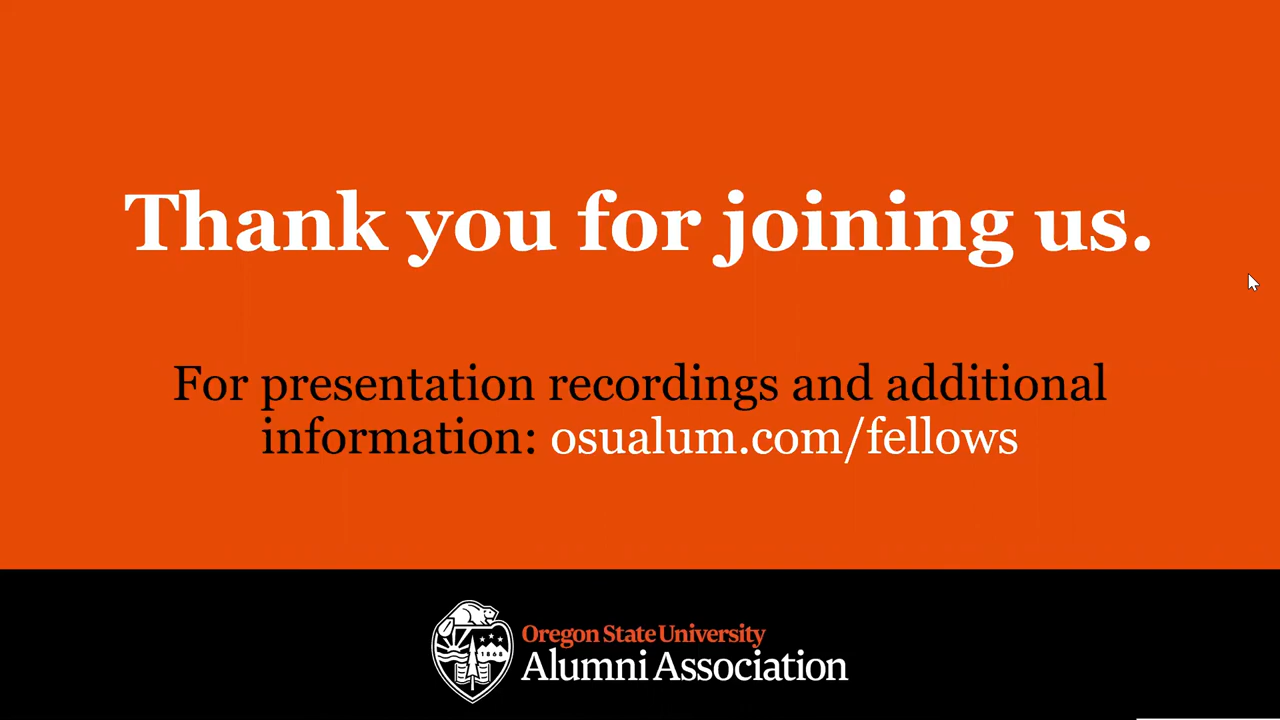 Thank you for joining us.
For presentation recordings and additional
information: osualum.com/fellows
1868
Oregon State University
Alumni Association